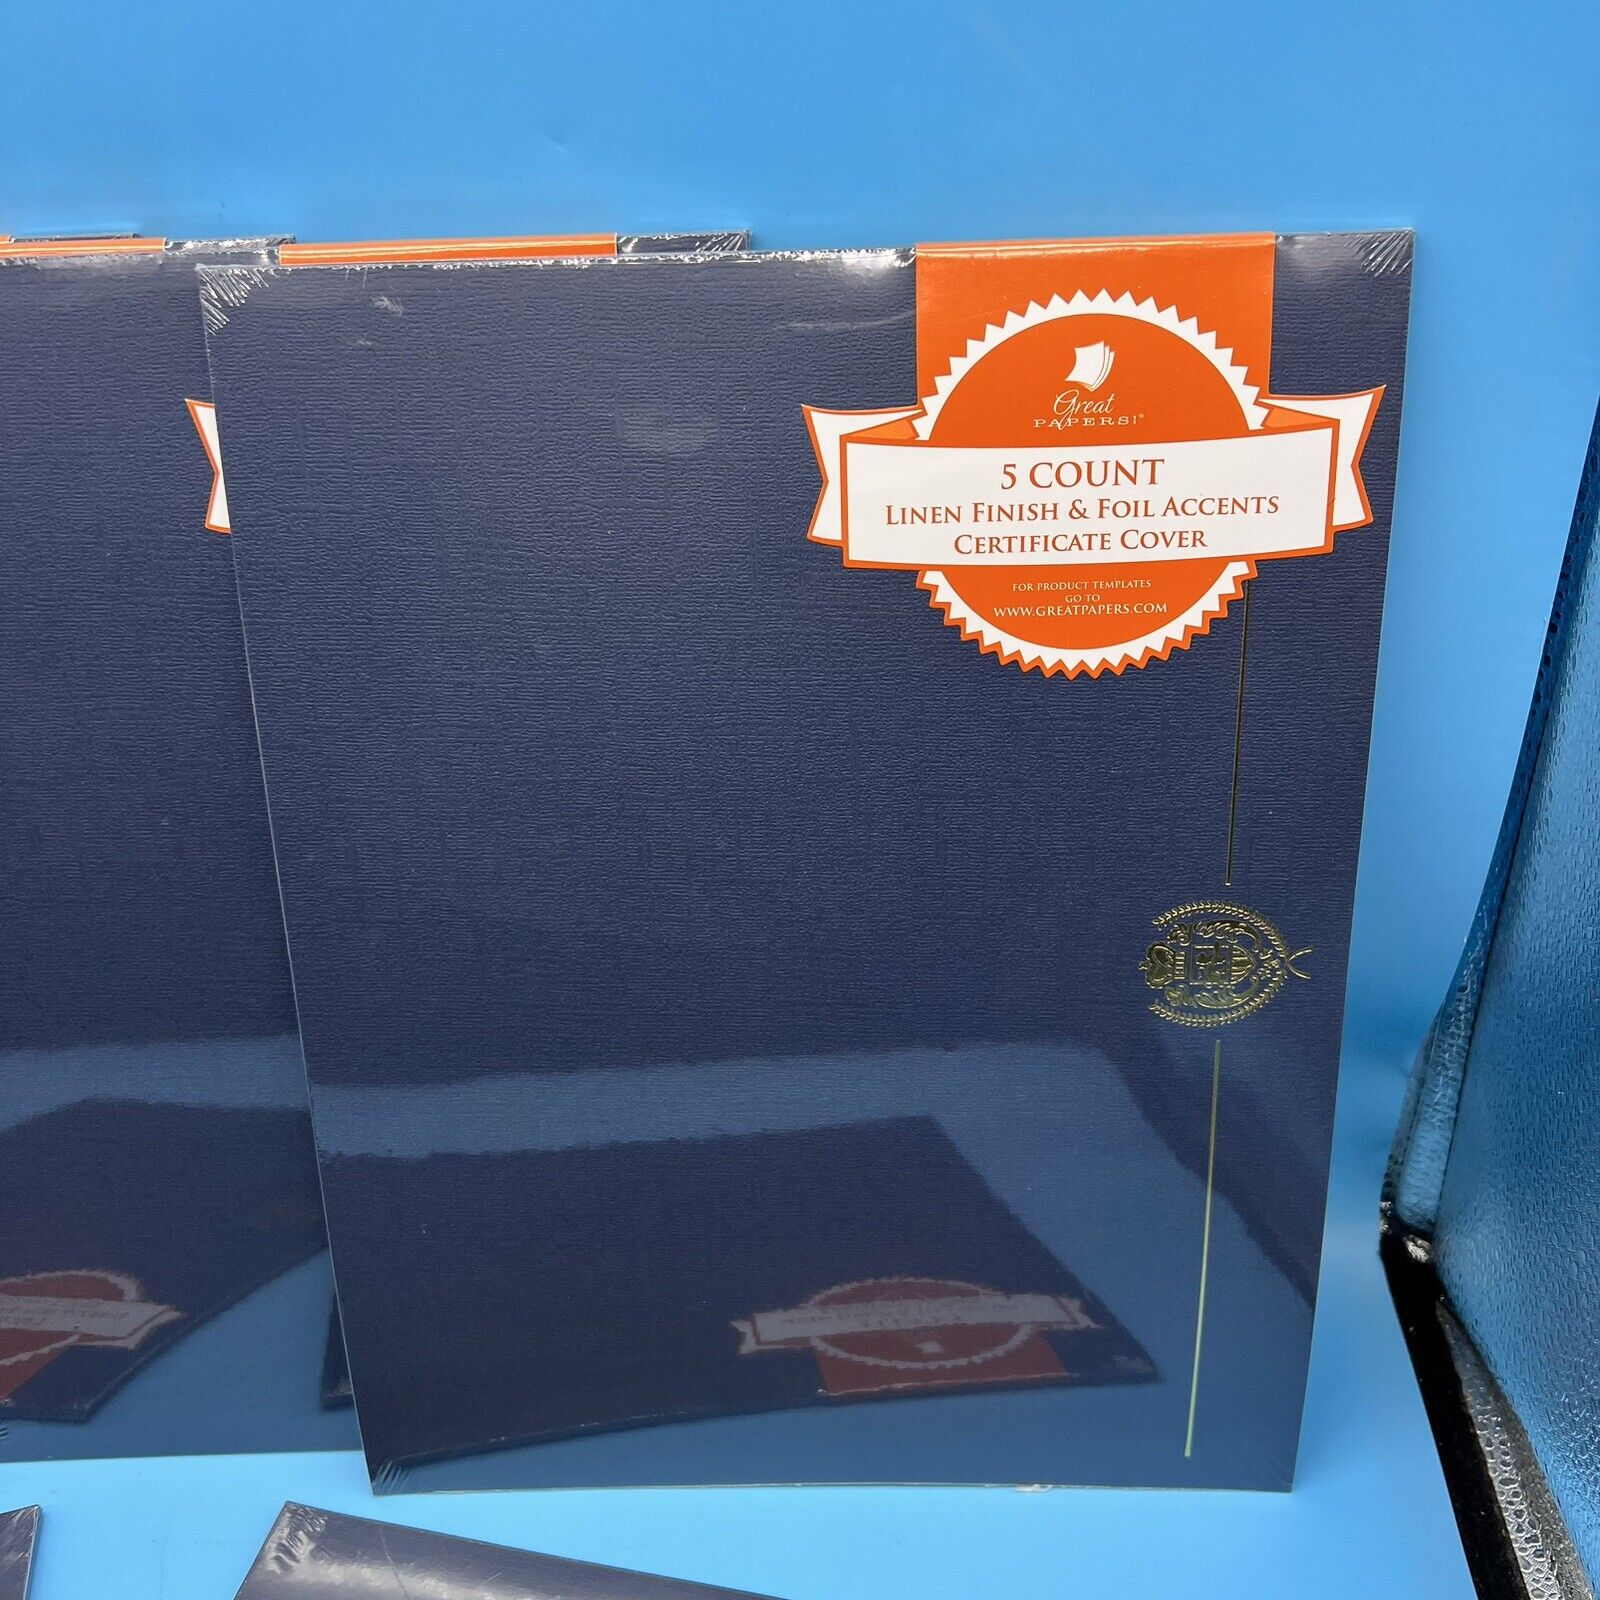 Great
PAPERS!®
5 COUNT
LINEN FINISH & FOIL ACCENTS
CERTIFICATE COVER
FOR PRODUCT TEMPLATES
GO TO
WWW.GREATPAPERS.COM